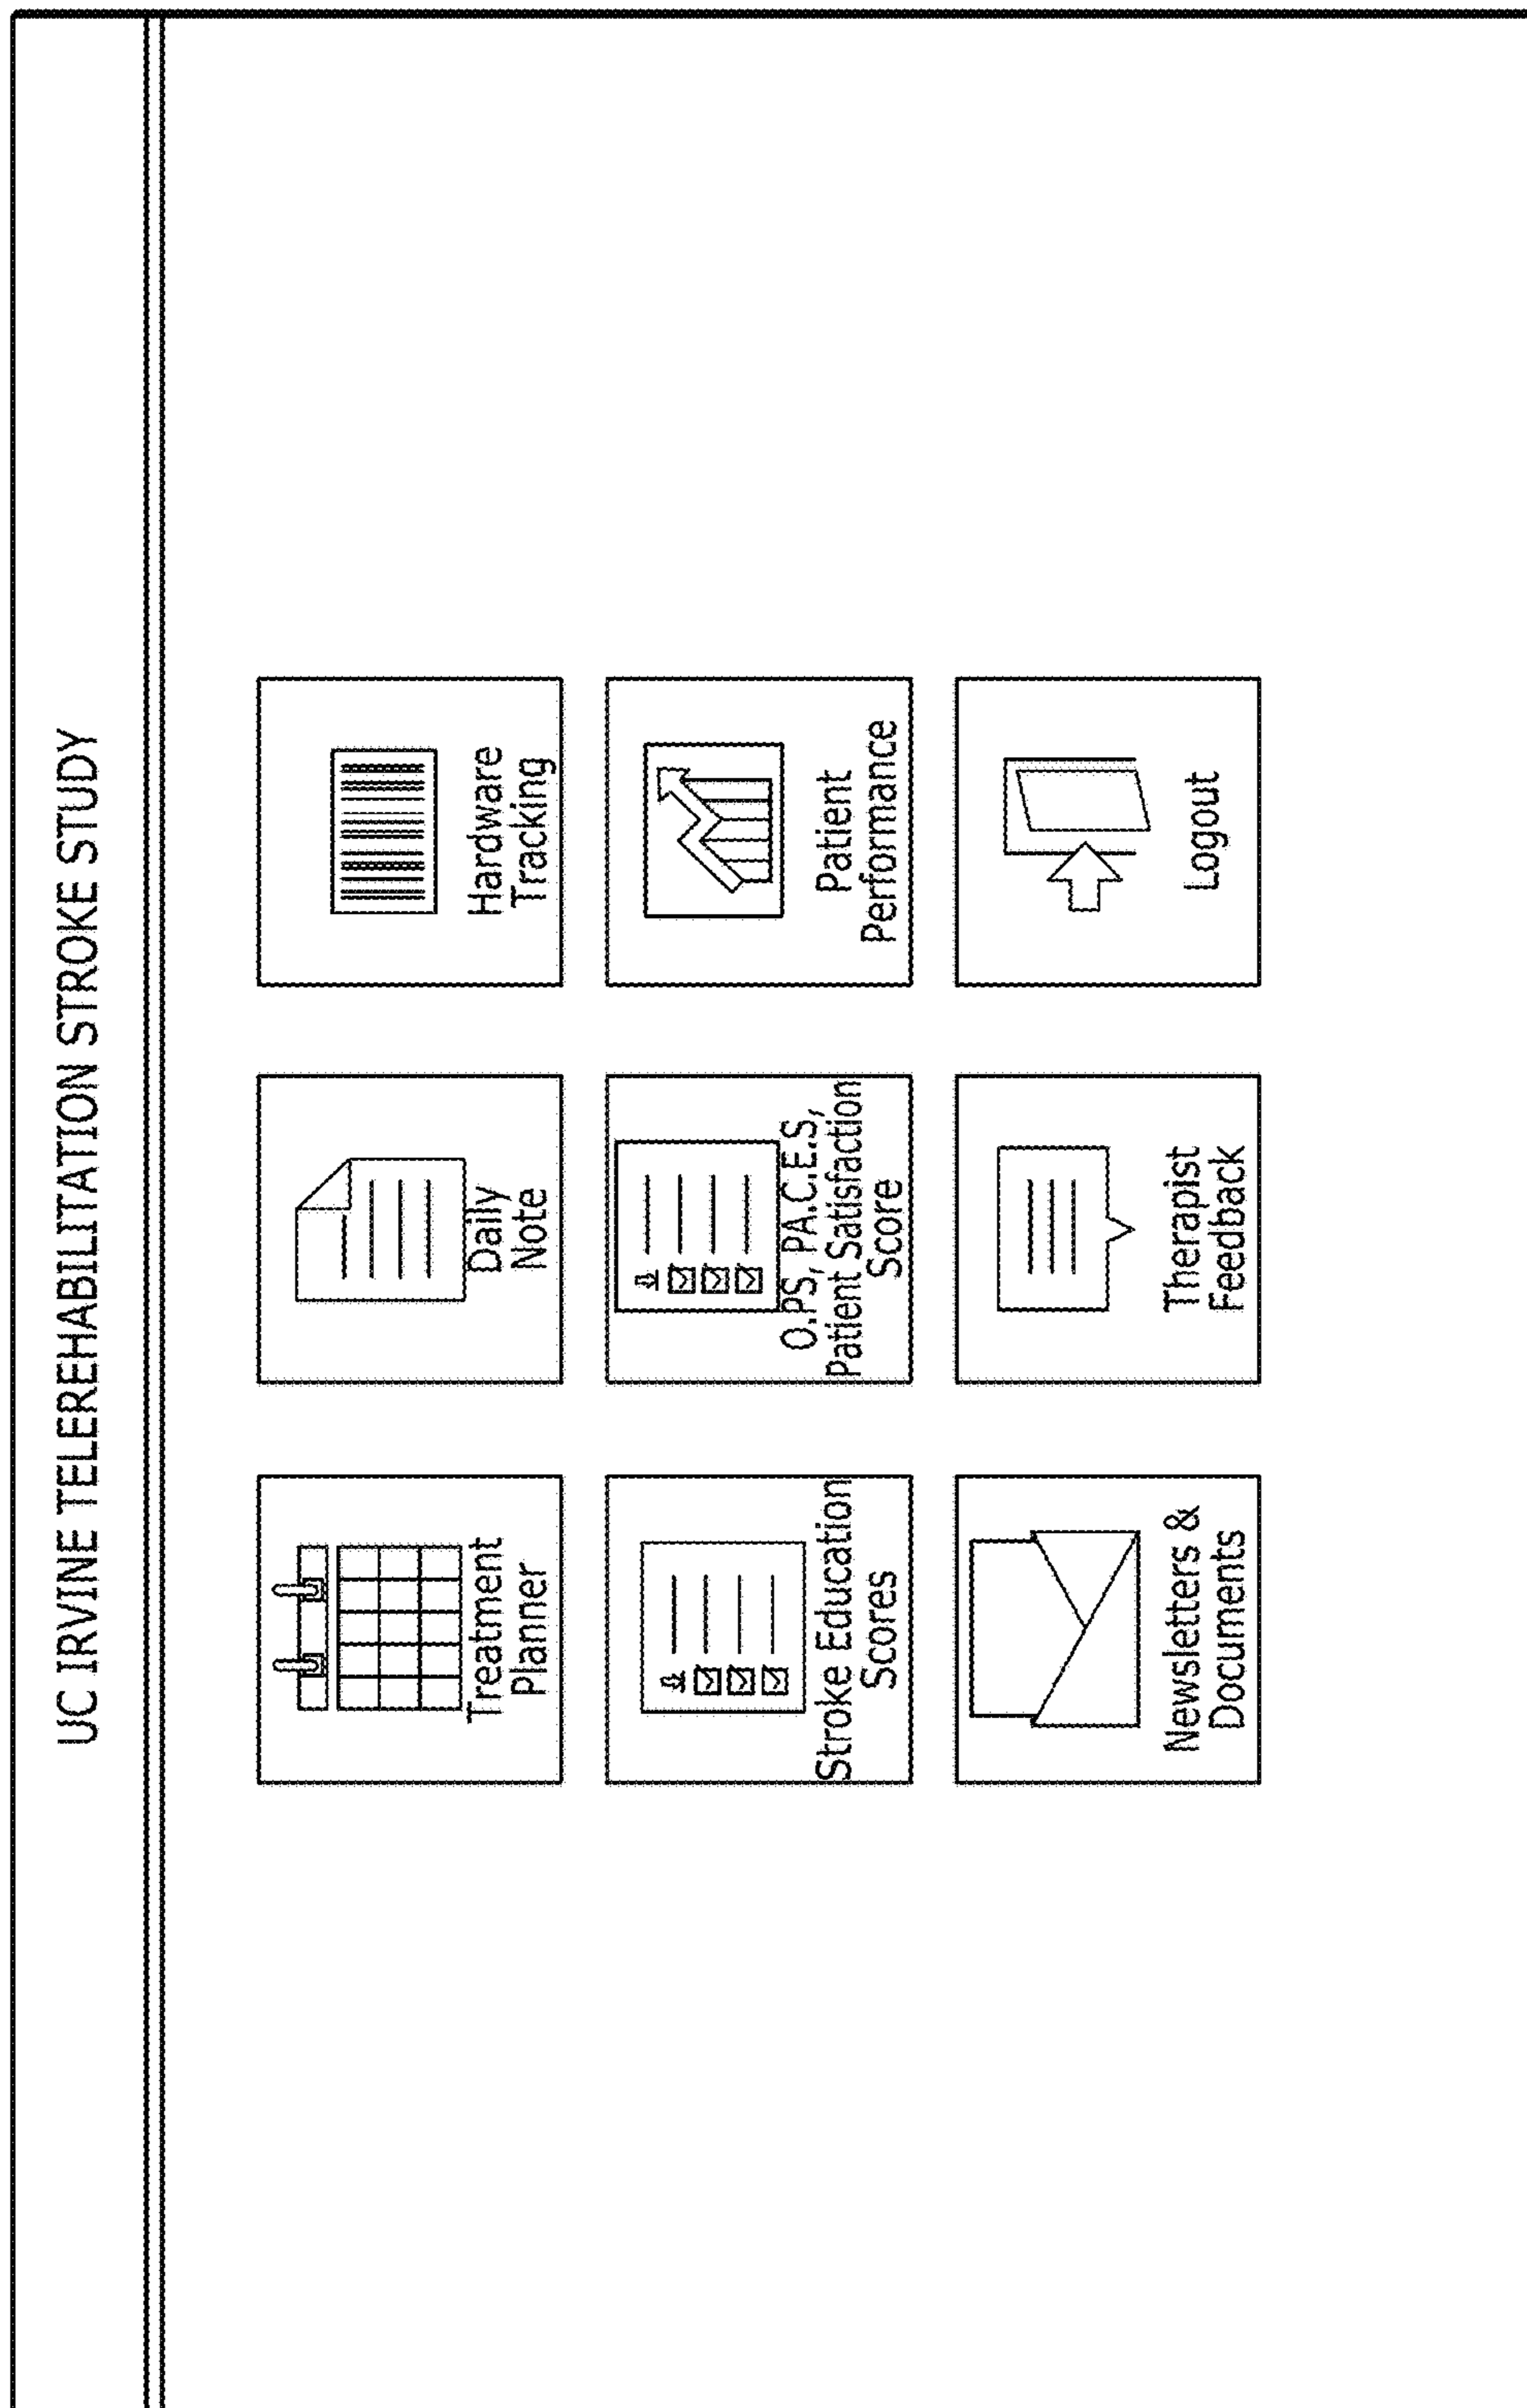 UC IRVINE TELEREHABILITATION STROKE STUDY
Treatment
Planner
Daily
Note
Hardware
Tracking
Stroke Education
Scores
O.PS, PA.C.E.S,
Patient Satisfaction
Score
Patient
Performance
Newsletters &
Documents
Therapist
Feedback
Logout